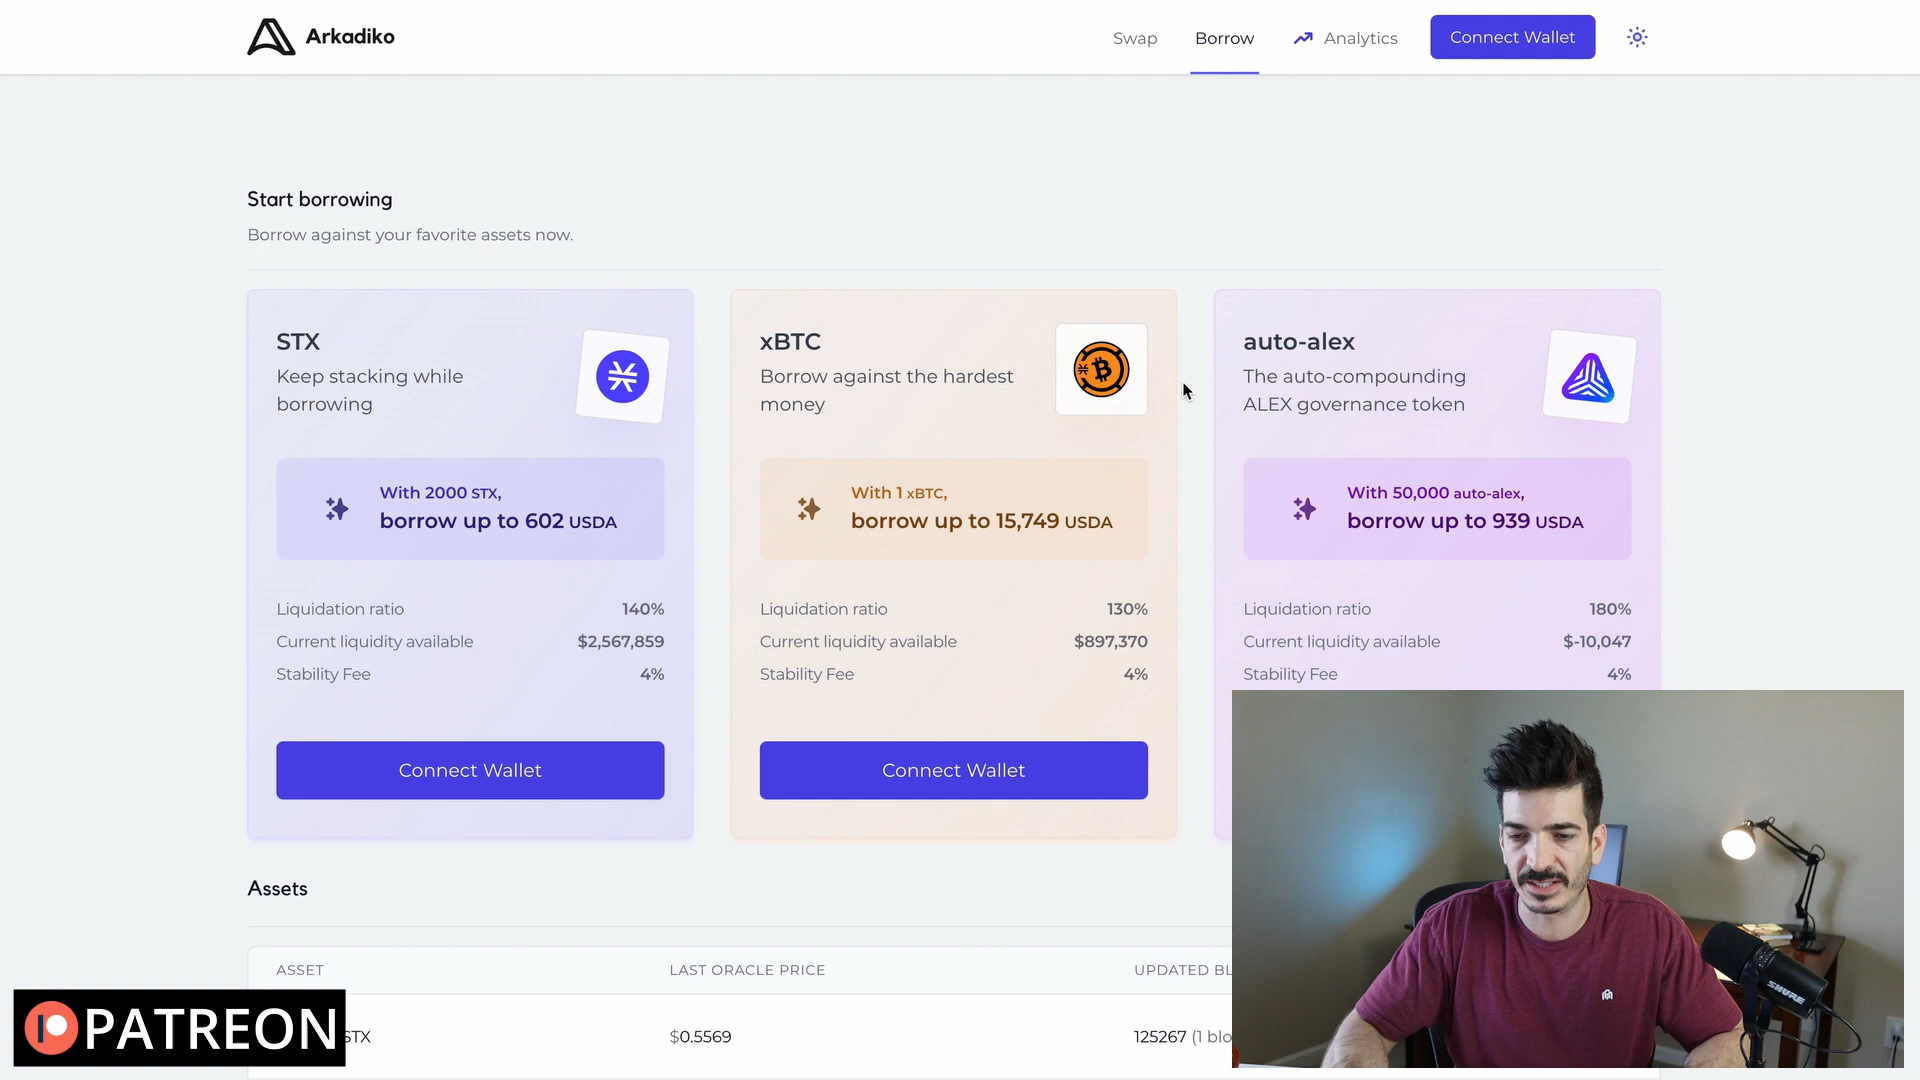 Arkadiko
Swap
Borrow
Analytics
Connect Wallet
Start borrowing
Borrow against your favorite assets now.
STX
Keep stacking while
borrowing
With 2000 STX,
borrow up to 602 USDA
Liquidation ratio 140%
Current liquidity available $2,567,859
Stability Fee 4%
Connect Wallet
xBTC
Borrow against the hardest
money
With 1 xBTC,
borrow up to 15,749 USDA
Liquidation ratio 130%
Current liquidity available $897,370
Stability Fee 4%
Connect Wallet
auto-alex
The auto-compounding
ALEX governance token
With 50,000 auto-alex,
borrow up to 939 USDA
Liquidation ratio 180%
Current liquidity available $-10,047
Stability Fee 4%
Assets
ASSET LAST ORACLE PRICE UPDATED BL
STX $0.5569 125267 (1 blo
PATREON
SHURE